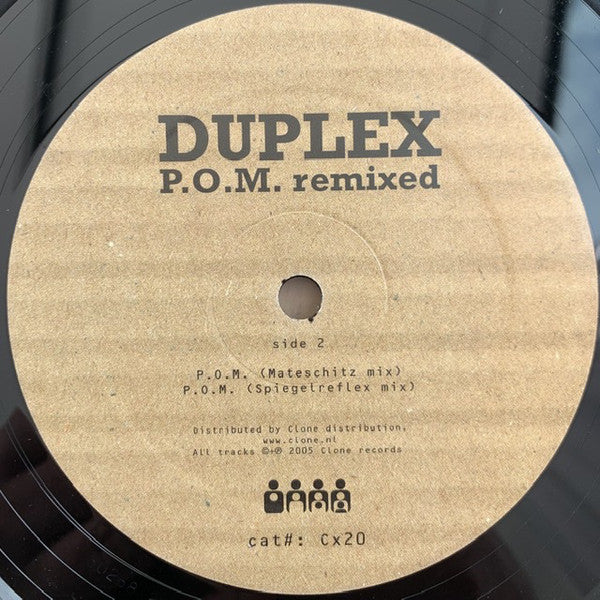 DUPLEX
P.O.M. remixed
side 2
P.O.M. (Mateschitz mix)
P.O.M. (Spiegelreflex mix)
Distributed by Clone distribution.
www.clone.nl
All tracks ©+℗ 2005 Clone records
cat#: Cx20